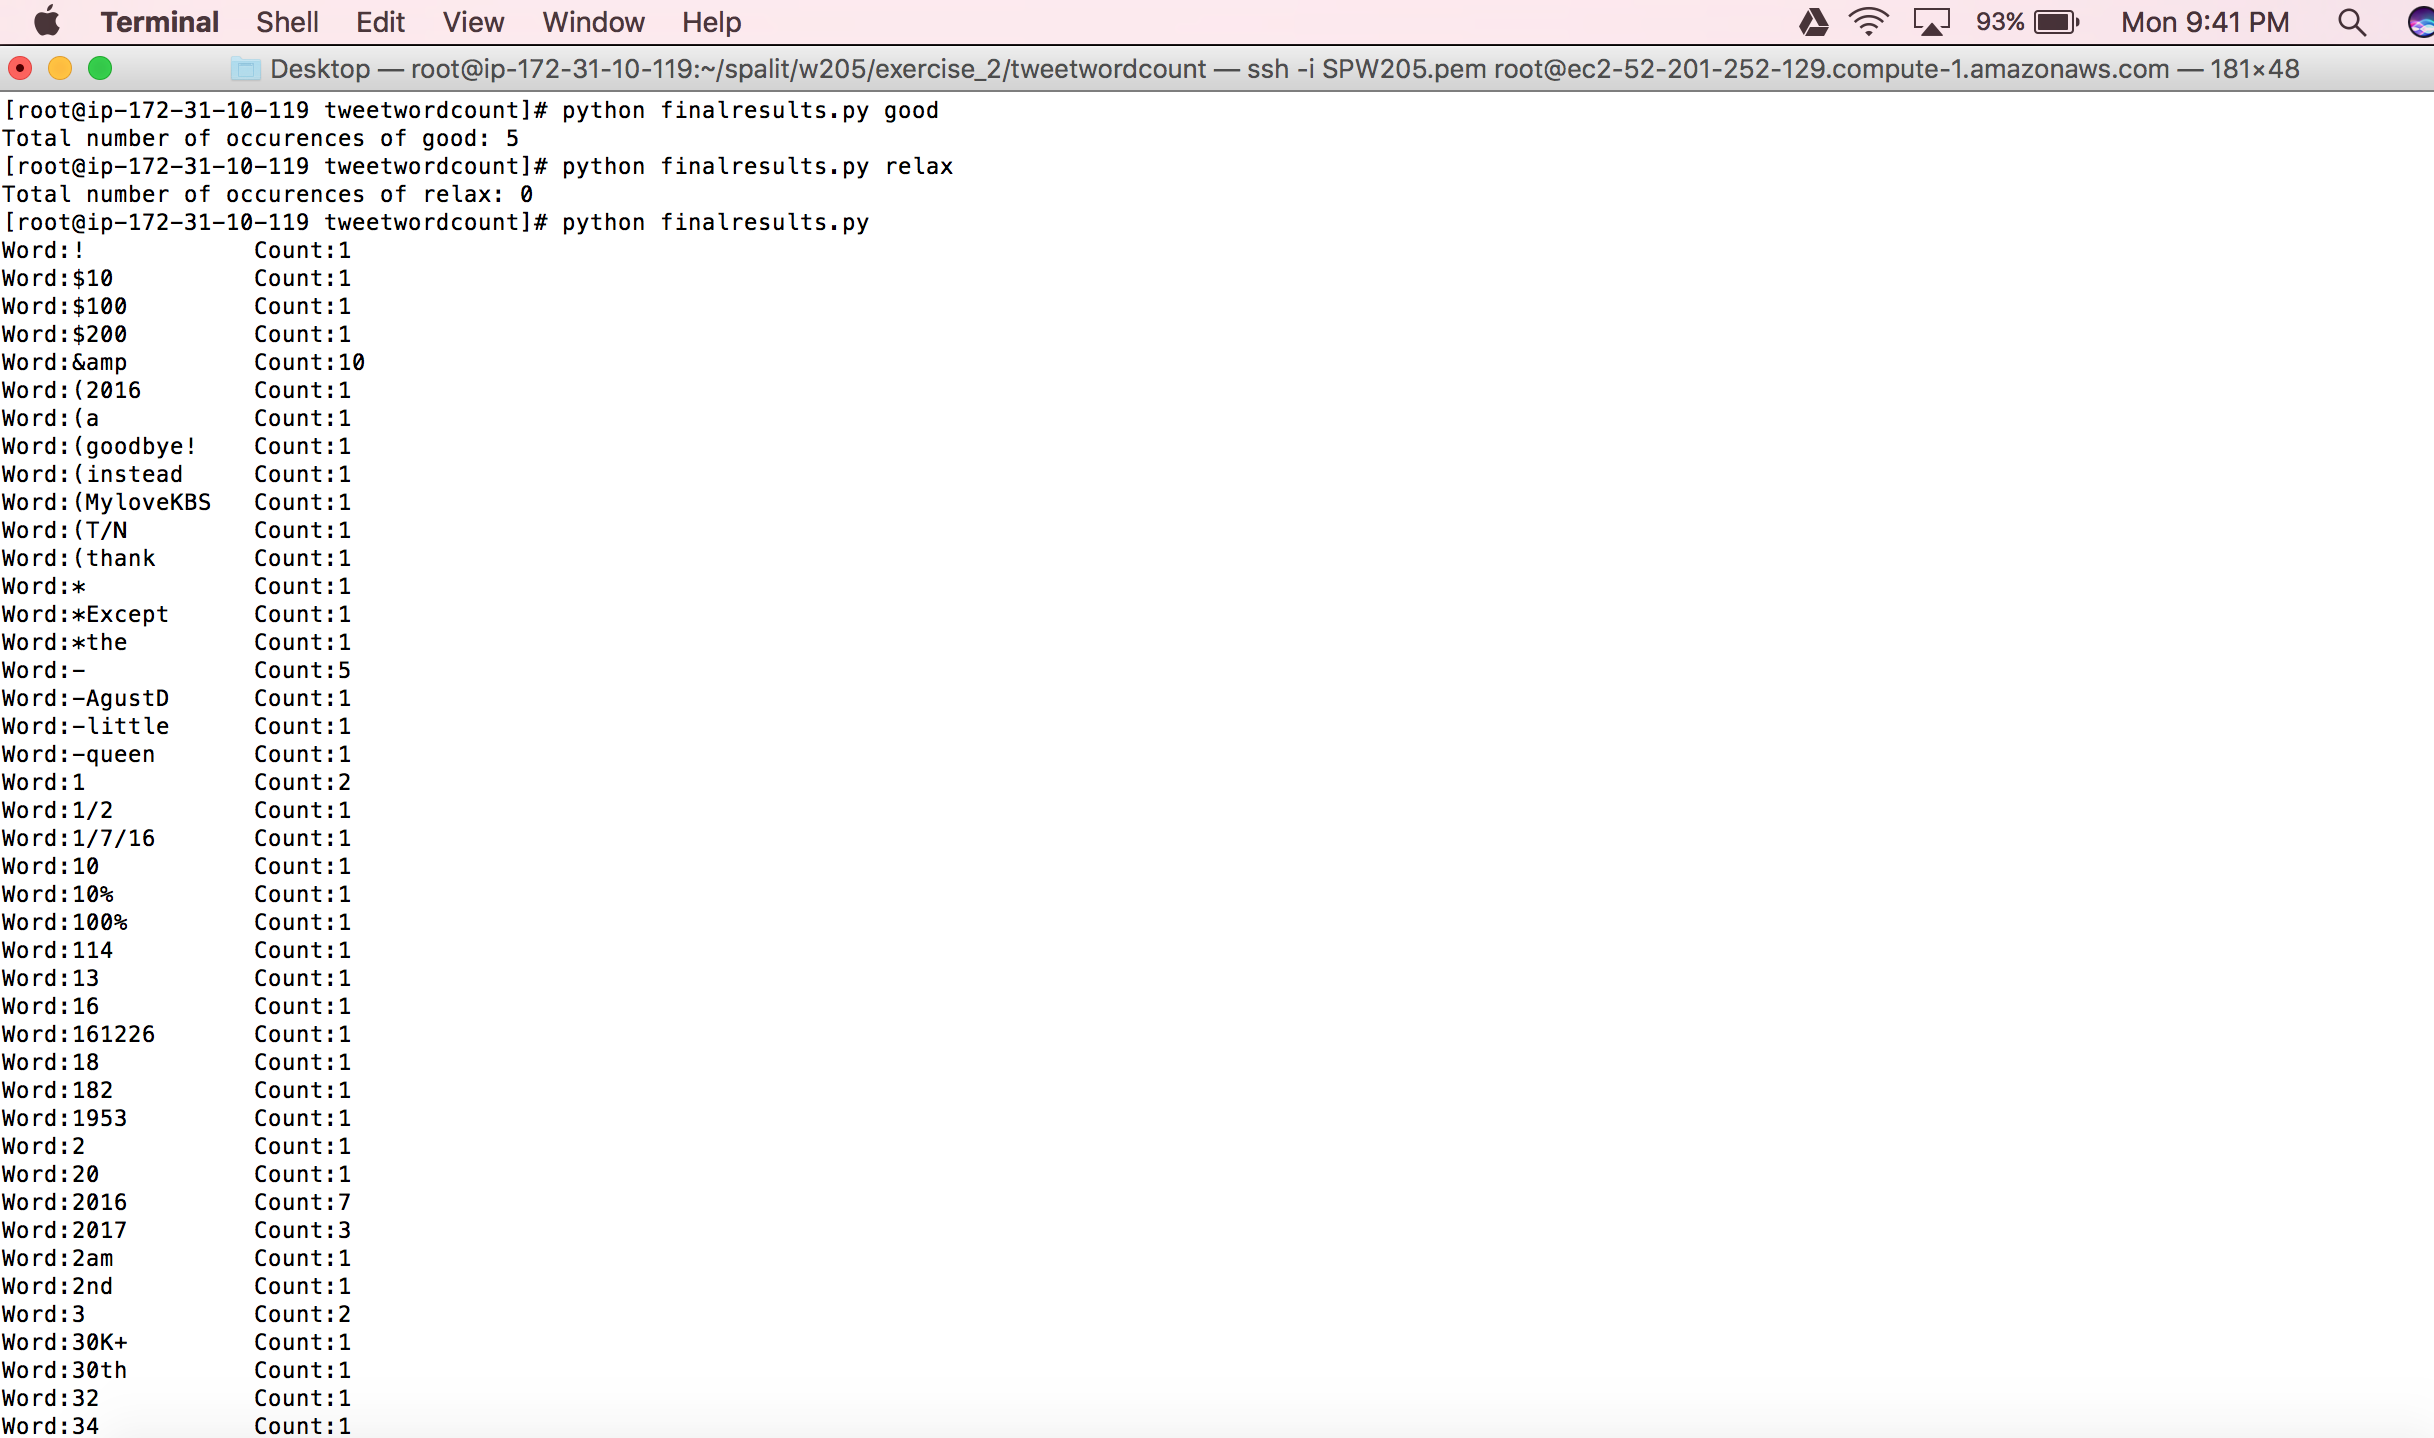 Terminal Shell Edit View Window Help 93% Mon 9:41 PM
Desktop — root@ip-172-31-10-119:~/spalit/w205/exercise_2/tweetwordcount — ssh -i SPW205.pem root@ec2-52-201-252-129.compute-1.amazonaws.com — 181×48
[root@ip-172-31-10-119 tweetwordcount]# python finalresults.py good
Total number of occurences of good: 5
[root@ip-172-31-10-119 tweetwordcount]# python finalresults.py relax
Total number of occurences of relax: 0
[root@ip-172-31-10-119 tweetwordcount]# python finalresults.py
Word:! Count:1
Word:$10 Count:1
Word:$100 Count:1
Word:$200 Count:1
Word:&amp Count:10
Word:(2016 Count:1
Word:(a Count:1
Word:(goodbye! Count:1
Word:(instead Count:1
Word:(MyloveKBS Count:1
Word:(T/N Count:1
Word:(thank Count:1
Word:* Count:1
Word:*Except Count:1
Word:*the Count:1
Word:- Count:5
Word:-AgustD Count:1
Word:-little Count:1
Word:-queen Count:1
Word:1 Count:2
Word:1/2 Count:1
Word:1/7/16 Count:1
Word:10 Count:1
Word:10% Count:1
Word:100% Count:1
Word:114 Count:1
Word:13 Count:1
Word:16 Count:1
Word:161226 Count:1
Word:18 Count:1
Word:182 Count:1
Word:1953 Count:1
Word:2 Count:1
Word:20 Count:1
Word:2016 Count:7
Word:2017 Count:3
Word:2am Count:1
Word:2nd Count:1
Word:3 Count:2
Word:30K+ Count:1
Word:30th Count:1
Word:32 Count:1
Word:34 Count:1